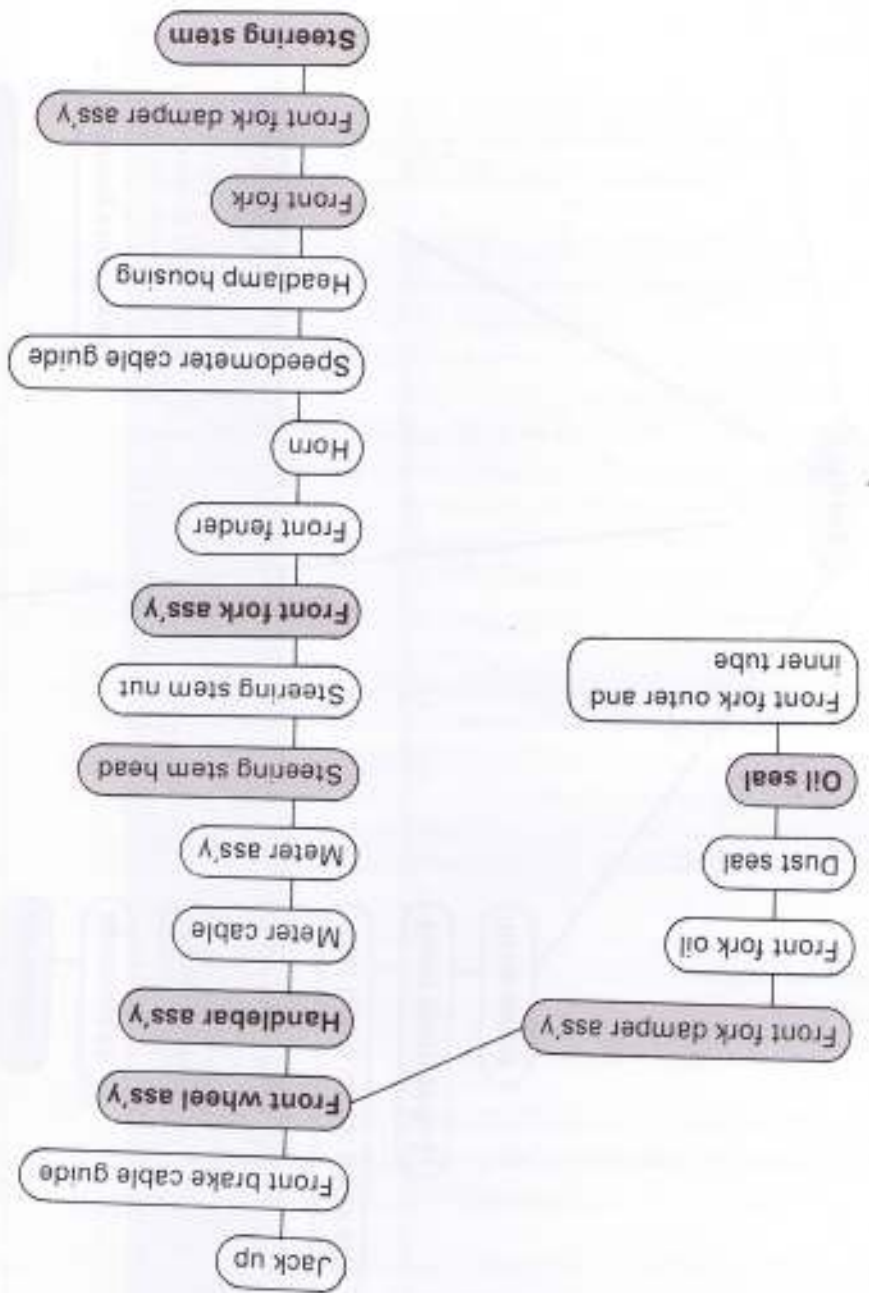 Jack up
Front brake cable guide
Front wheel ass'y
Handlebar ass'y
Meter cable
Meter ass'y
Steering stem head
Steering stem nut
Front fork ass'y
Front fender
Horn
Speedometer cable guide
Headlamp housing
Front fork
Front fork damper ass'y
Steering stem
Front fork damper ass'y
Front fork oil
Dust seal
Oil seal
Front fork outer and
inner tube